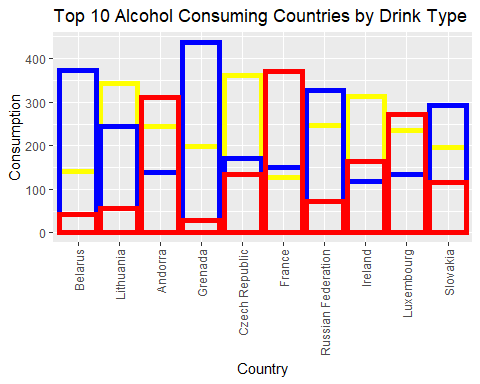 Top 10 Alcohol Consuming Countries by Drink Type
Consumption
400
300
200
100
0
Belarus
Lithuania
Andorra
Grenada
Czech Republic
France
Russian Federation
Ireland
Luxembourg
Slovakia
Country